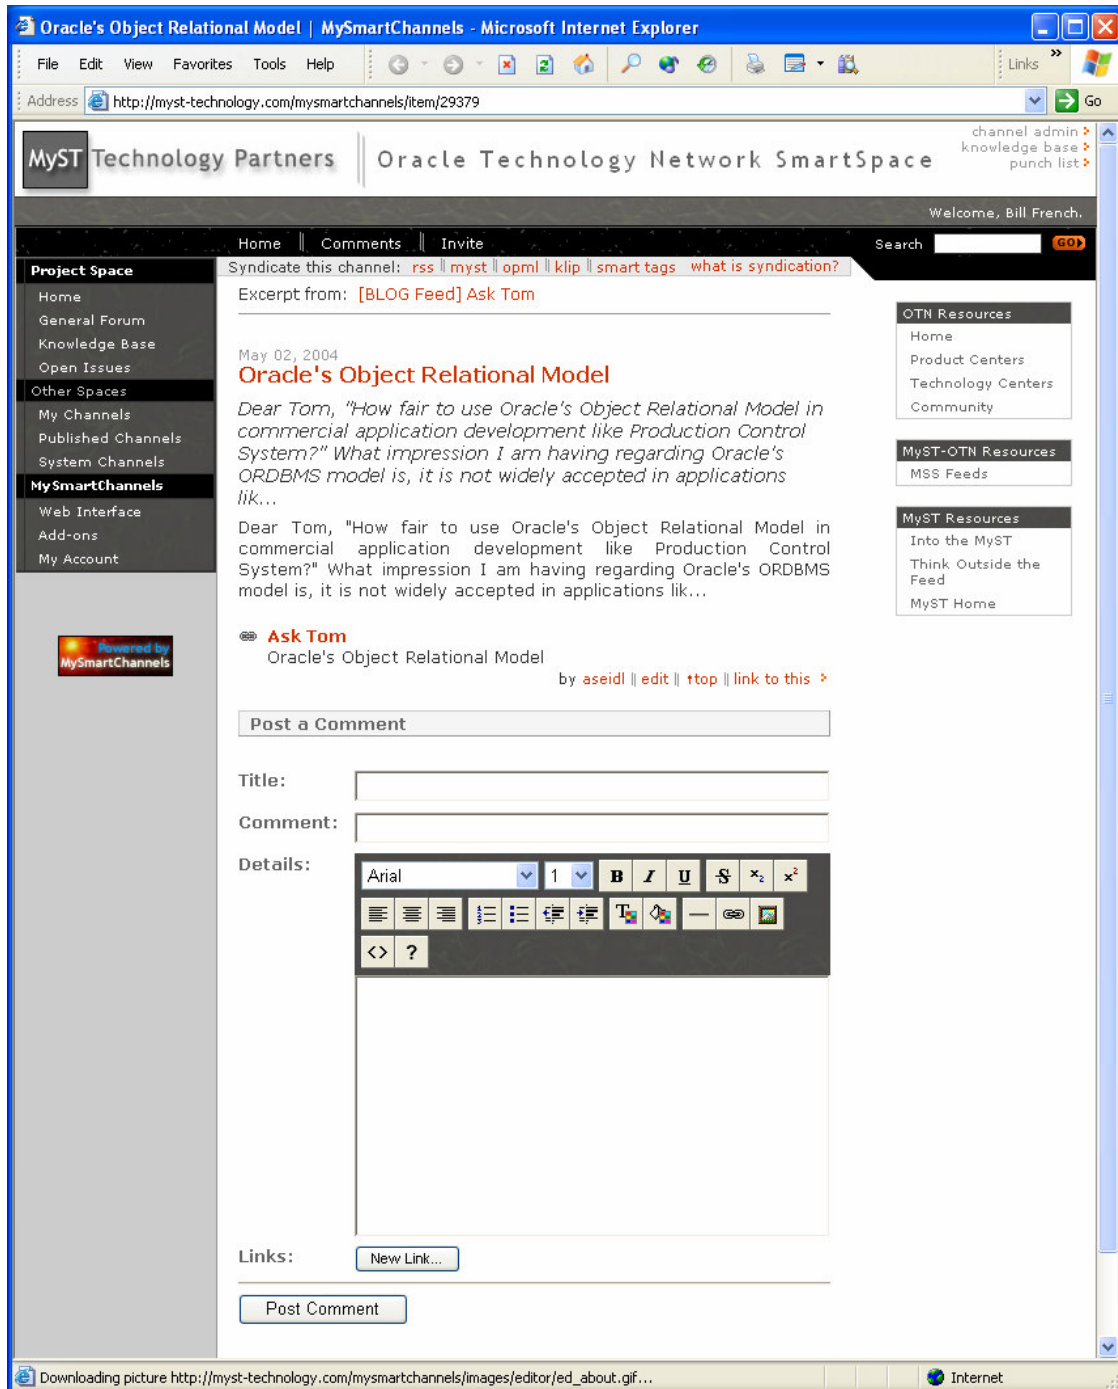 Oracle's Object Relational Model | MySmartChannels - Microsoft Internet Explorer
File Edit View Favorites Tools Help Links »
Address http://myst-technology.com/mysmartchannels/item/29379 Go
MyST Technology Partners Oracle Technology Network SmartSpace
channel admin
knowledge base
punch list
Welcome, Bill French.
Home || Comments || Invite Search GO
Project Space
Home
General Forum
Knowledge Base
Open Issues
Other Spaces
My Channels
Published Channels
System Channels
MySmartChannels
Web Interface
Add-ons
My Account
Powered by
MySmartChannels
Syndicate this channel: rss || myst || opml || klip || smart tags what is syndication?
Excerpt from: [BLOG Feed] Ask Tom
May 02, 2004
Oracle's Object Relational Model
Dear Tom, "How fair to use Oracle's Object Relational Model in
commercial application development like Production Control
System?" What impression I am having regarding Oracle's
ORDBMS model is, it is not widely accepted in applications
lik...
Dear Tom, "How fair to use Oracle's Object Relational Model in
commercial application development like Production Control
System?" What impression I am having regarding Oracle's ORDBMS
model is, it is not widely accepted in applications lik...
Ask Tom
Oracle's Object Relational Model
by aseidl || edit || ↑top || link to this
Post a Comment
Title:
Comment:
Details:
Arial 1 B I U S x₂ x²
<> ?
Links: New Link...
Post Comment
OTN Resources
Home
Product Centers
Technology Centers
Community
MyST-OTN Resources
MSS Feeds
MyST Resources
Into the MyST
Think Outside the
Feed
MyST Home
Downloading picture http://myst-technology.com/mysmartchannels/images/editor/ed_about.gif... Internet